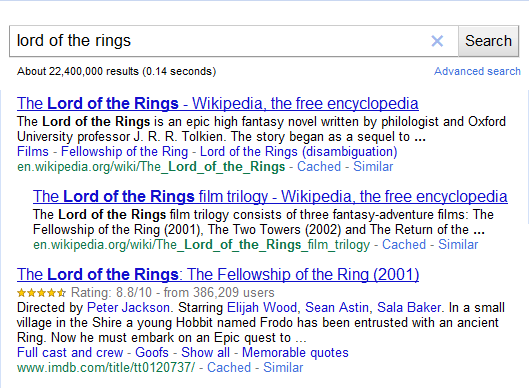 lord of the rings × Search
About 22,400,000 results (0.14 seconds) Advanced search
The Lord of the Rings - Wikipedia, the free encyclopedia
The Lord of the Rings is an epic high fantasy novel written by philologist and Oxford
University professor J. R. R. Tolkien. The story began as a sequel to ...
Films - Fellowship of the Ring - Lord of the Rings (disambiguation)
en.wikipedia.org/wiki/The_Lord_of_the_Rings - Cached - Similar
The Lord of the Rings film trilogy - Wikipedia, the free encyclopedia
The Lord of the Rings film trilogy consists of three fantasy-adventure films: The
Fellowship of the Ring (2001), The Two Towers (2002) and The Return of the ...
en.wikipedia.org/wiki/The_Lord_of_the_Rings_film_trilogy - Cached - Similar
The Lord of the Rings: The Fellowship of the Ring (2001)
Rating: 8.8/10 - from 386,209 users
Directed by Peter Jackson. Starring Elijah Wood, Sean Astin, Sala Baker. In a small
village in the Shire a young Hobbit named Frodo has been entrusted with an ancient
Ring. Now he must embark on an Epic quest to ...
Full cast and crew - Goofs - Show all - Memorable quotes
www.imdb.com/title/tt0120737/ - Cached - Similar